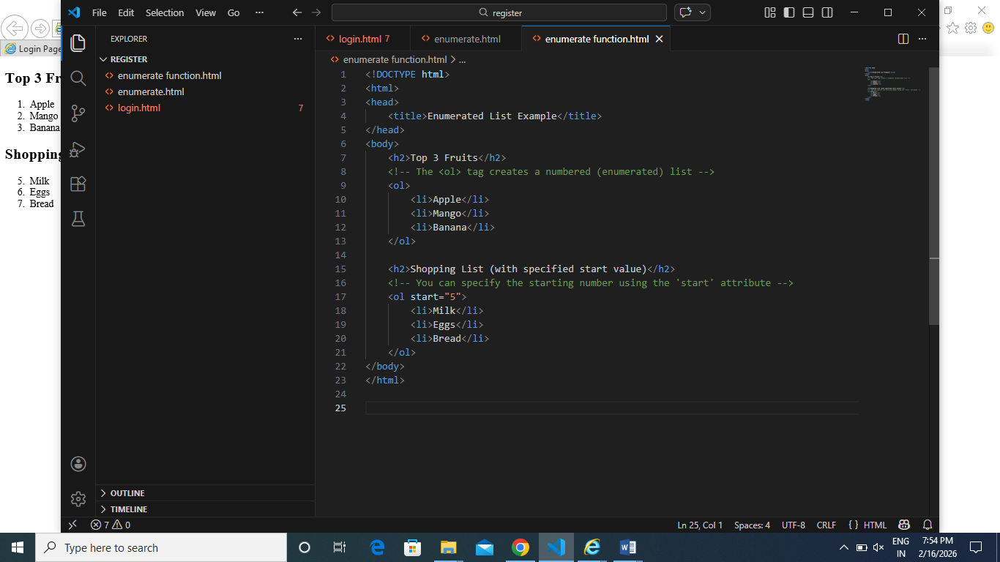 File Edit Selection View Go ···
register
Login Page
Top 3 Fr
1. Apple
2. Mango
3. Banana
Shopping
5. Milk
6. Eggs
7. Bread
EXPLORER ···
REGISTER
enumerate function.html
enumerate.html
login.html 7
OUTLINE
TIMELINE
login.html 7
enumerate.html
enumerate function.html
enumerate function.html > ...
1 <!DOCTYPE html>
2 <html>
3 <head>
4 <title>Enumerated List Example</title>
5 </head>
6 <body>
7 <h2>Top 3 Fruits</h2>
8 <!-- The <ol> tag creates a numbered (enumerated) list -->
9 <ol>
10 <li>Apple</li>
11 <li>Mango</li>
12 <li>Banana</li>
13 </ol>
14
15 <h2>Shopping List (with specified start value)</h2>
16 <!-- You can specify the starting number using the 'start' attribute -->
17 <ol start="5">
18 <li>Milk</li>
19 <li>Eggs</li>
20 <li>Bread</li>
21 </ol>
22 </body>
23 </html>
24
25
7 0
Ln 25, Col 1 Spaces: 4 UTF-8 CRLF { } HTML
Type here to search
ENG
IN
7:54 PM
2/16/2026